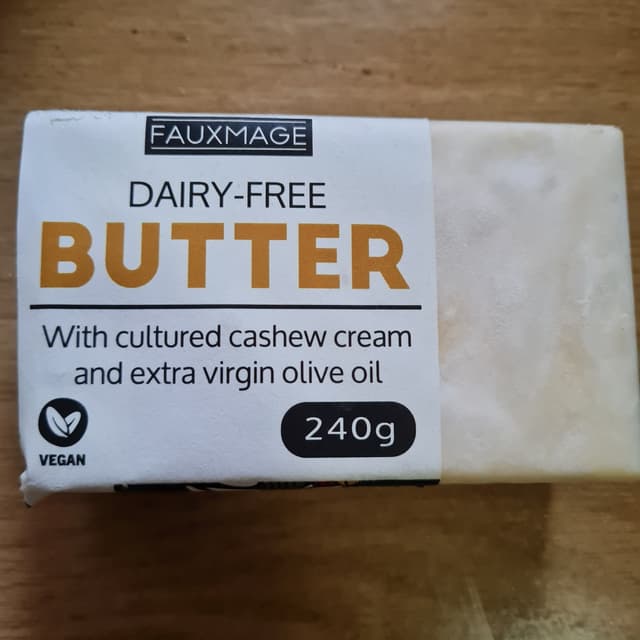 FAUXMAGE
DAIRY-FREE
BUTTER
With cultured cashew cream
and extra virgin olive oil
240g
VEGAN